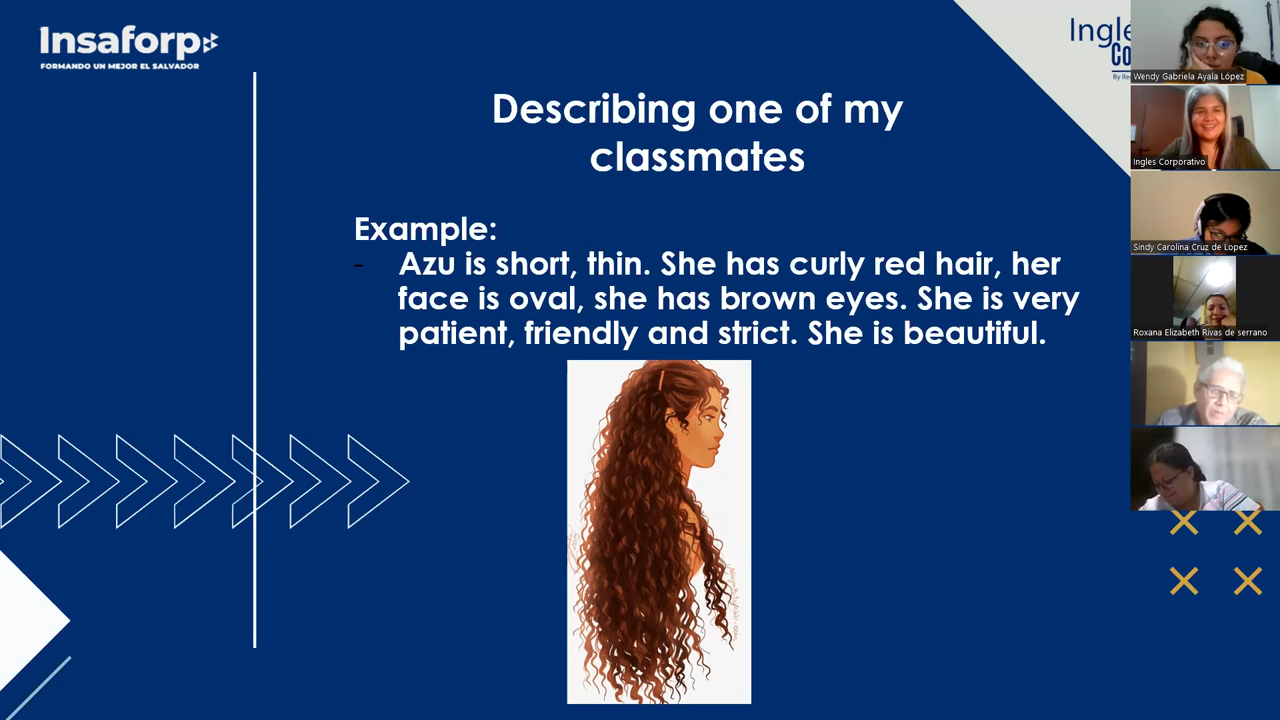 Insaforp
FORMANDO UN MEJOR EL SALVADOR
Describing one of my
classmates
Example:
- Azu is short, thin. She has curly red hair, her
face is oval, she has brown eyes. She is very
patient, friendly and strict. She is beautiful.
Wendy Gabriela Ayala López
Ingles Corporativo
Sindy Carolina Cruz de Lopez
Roxana Elizabeth Rivas de serrano